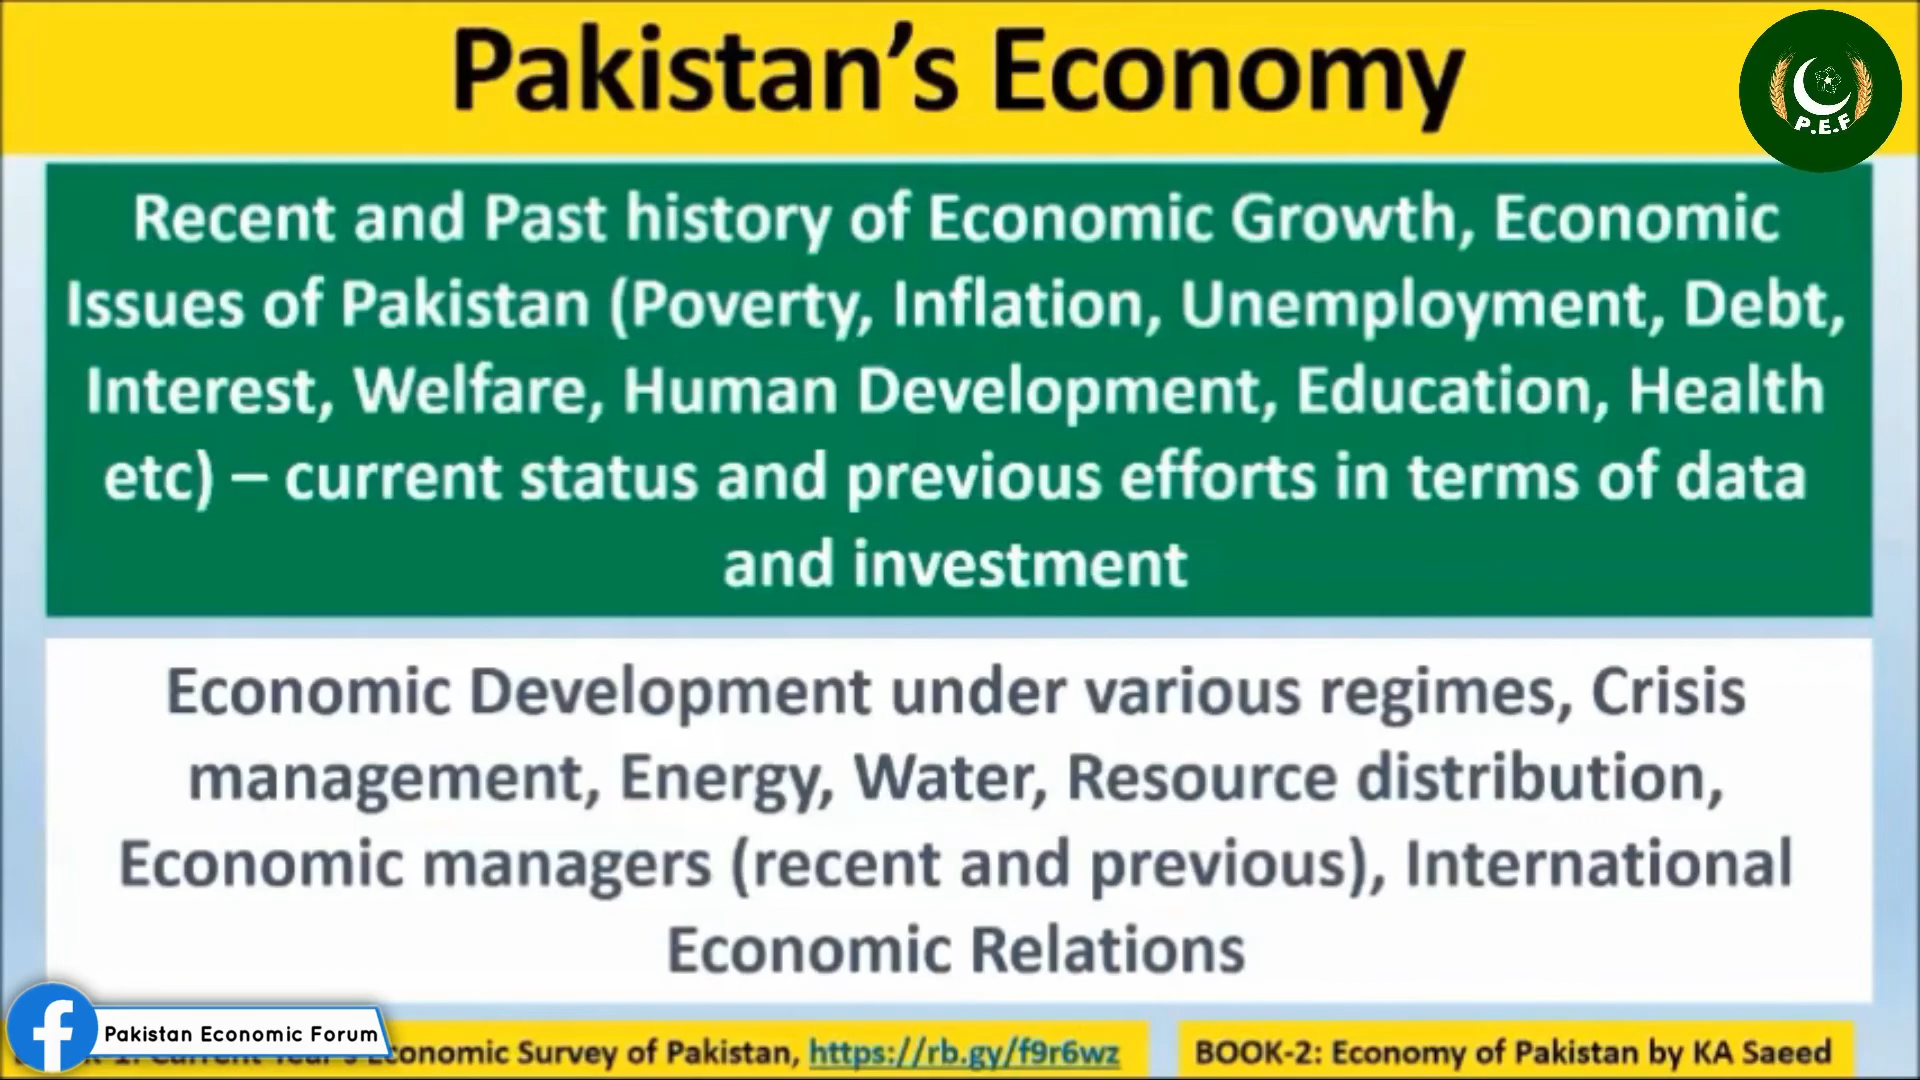 Pakistan’s Economy
P.E.F
Recent and Past history of Economic Growth, Economic
Issues of Pakistan (Poverty, Inflation, Unemployment, Debt,
Interest, Welfare, Human Development, Education, Health
etc) – current status and previous efforts in terms of data
and investment
Economic Development under various regimes, Crisis
management, Energy, Water, Resource distribution,
Economic managers (recent and previous), International
Economic Relations
Pakistan Economic Forum
Economic Survey of Pakistan, https://rb.gy/f9r6wz
BOOK-2: Economy of Pakistan by KA Saeed